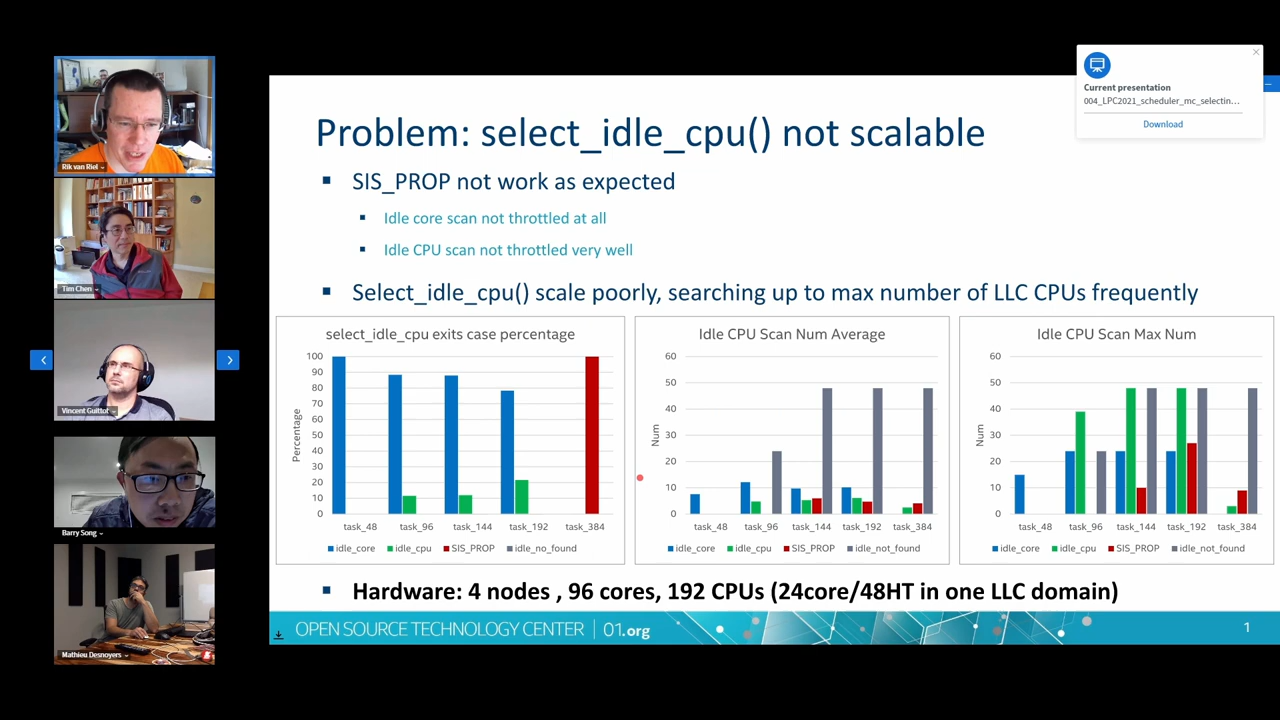 Rik van Riel
Tim Chen
Vincent Guittot
Barry Song
Mathieu Desnoyers
Current presentation
004_LPC2021_scheduler_mc_selectin...
Download
Problem: select_idle_cpu() not scalable
SIS_PROP not work as expected
Idle core scan not throttled at all
Idle CPU scan not throttled very well
Select_idle_cpu() scale poorly, searching up to max number of LLC CPUs frequently
select_idle_cpu exits case percentage
Percentage
100
90
80
70
60
50
40
30
20
10
0
task_48 task_96 task_144 task_192 task_384
idle_core idle_cpu SIS_PROP idle_no_found
Idle CPU Scan Num Average
Num
60
50
40
30
20
10
0
task_48 task_96 task_144 task_192 task_384
idle_core idle_cpu SIS_PROP idle_not_found
Idle CPU Scan Max Num
Num
60
50
40
30
20
10
0
task_48 task_96 task_144 task_192 task_384
idle_core idle_cpu SIS_PROP idle_not_found
Hardware: 4 nodes , 96 cores, 192 CPUs (24core/48HT in one LLC domain)
OPEN SOURCE TECHNOLOGY CENTER | 01.org
1